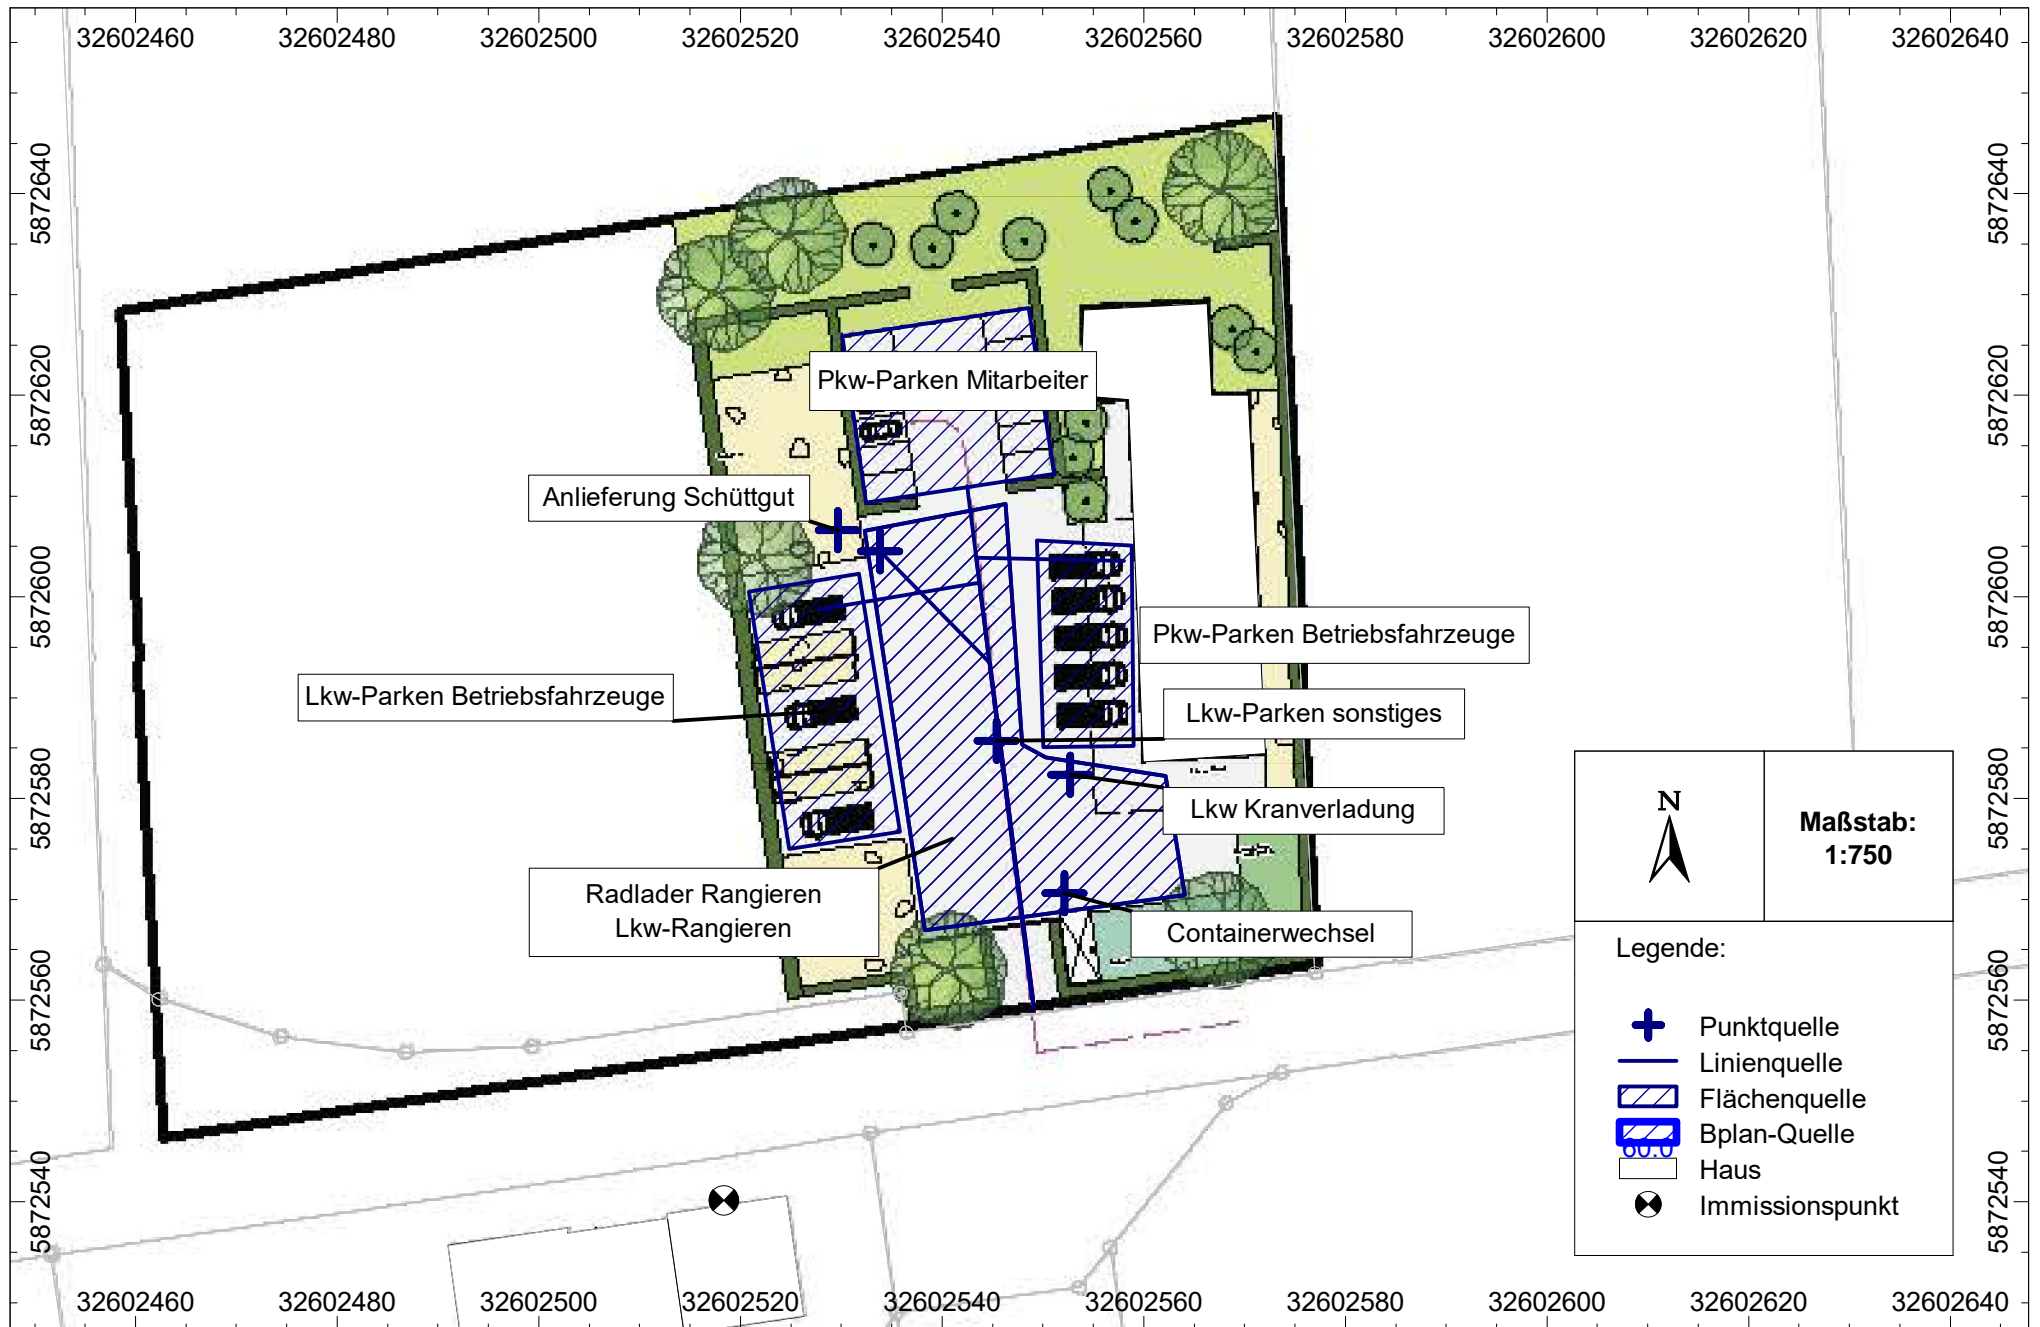 32602460 32602480 32602500 32602520 32602540 32602560 32602580 32602600 32602620 32602640
5872640
5872640
5872620
5872620
Pkw-Parken Mitarbeiter
Anlieferung Schüttgut
5872600
5872600
Pkw-Parken Betriebsfahrzeuge
Lkw-Parken Betriebsfahrzeuge
Lkw-Parken sonstiges
5872580
5872580
Lkw Kranverladung
Radlader Rangieren
Lkw-Rangieren
Containerwechsel
N
Maßstab:
1:750
Legende:
5872560
5872560
Punktquelle
Linienquelle
Flächenquelle
Bplan-Quelle
60.0
Haus
Immissionspunkt
5872540
5872540
32602460 32602480 32602500 32602520 32602540 32602560 32602580 32602600 32602620 32602640